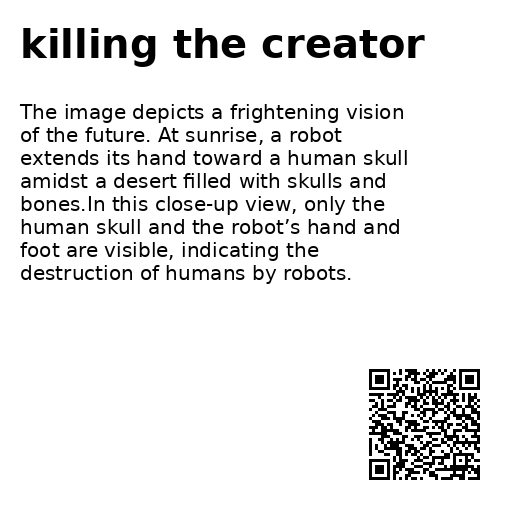 killing the creator
The image depicts a frightening vision
of the future. At sunrise, a robot
extends its hand toward a human skull
amidst a desert filled with skulls and
bones.In this close-up view, only the
human skull and the robot’s hand and
foot are visible, indicating the
destruction of humans by robots.